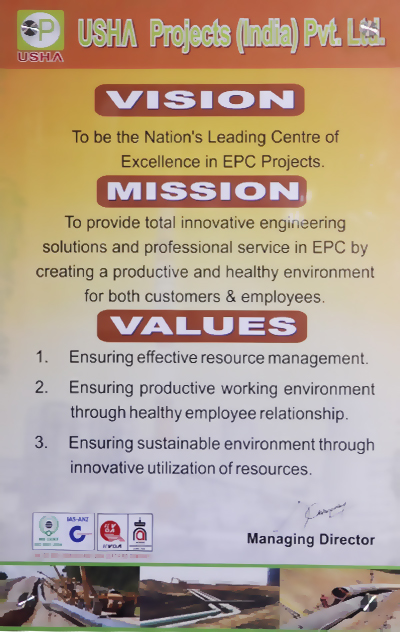 USHA Projects (India) Pvt. Ltd.
USHA
VISION
To be the Nation's Leading Centre of
Excellence in EPC Projects.
MISSION
To provide total innovative engineering
solutions and professional service in EPC by
creating a productive and healthy environment
for both customers & employees.
VALUES
1. Ensuring effective resource management.
2. Ensuring productive working environment
through healthy employee relationship.
3. Ensuring sustainable environment through
innovative utilization of resources.
IAS-ANZ
KVQA
Managing Director